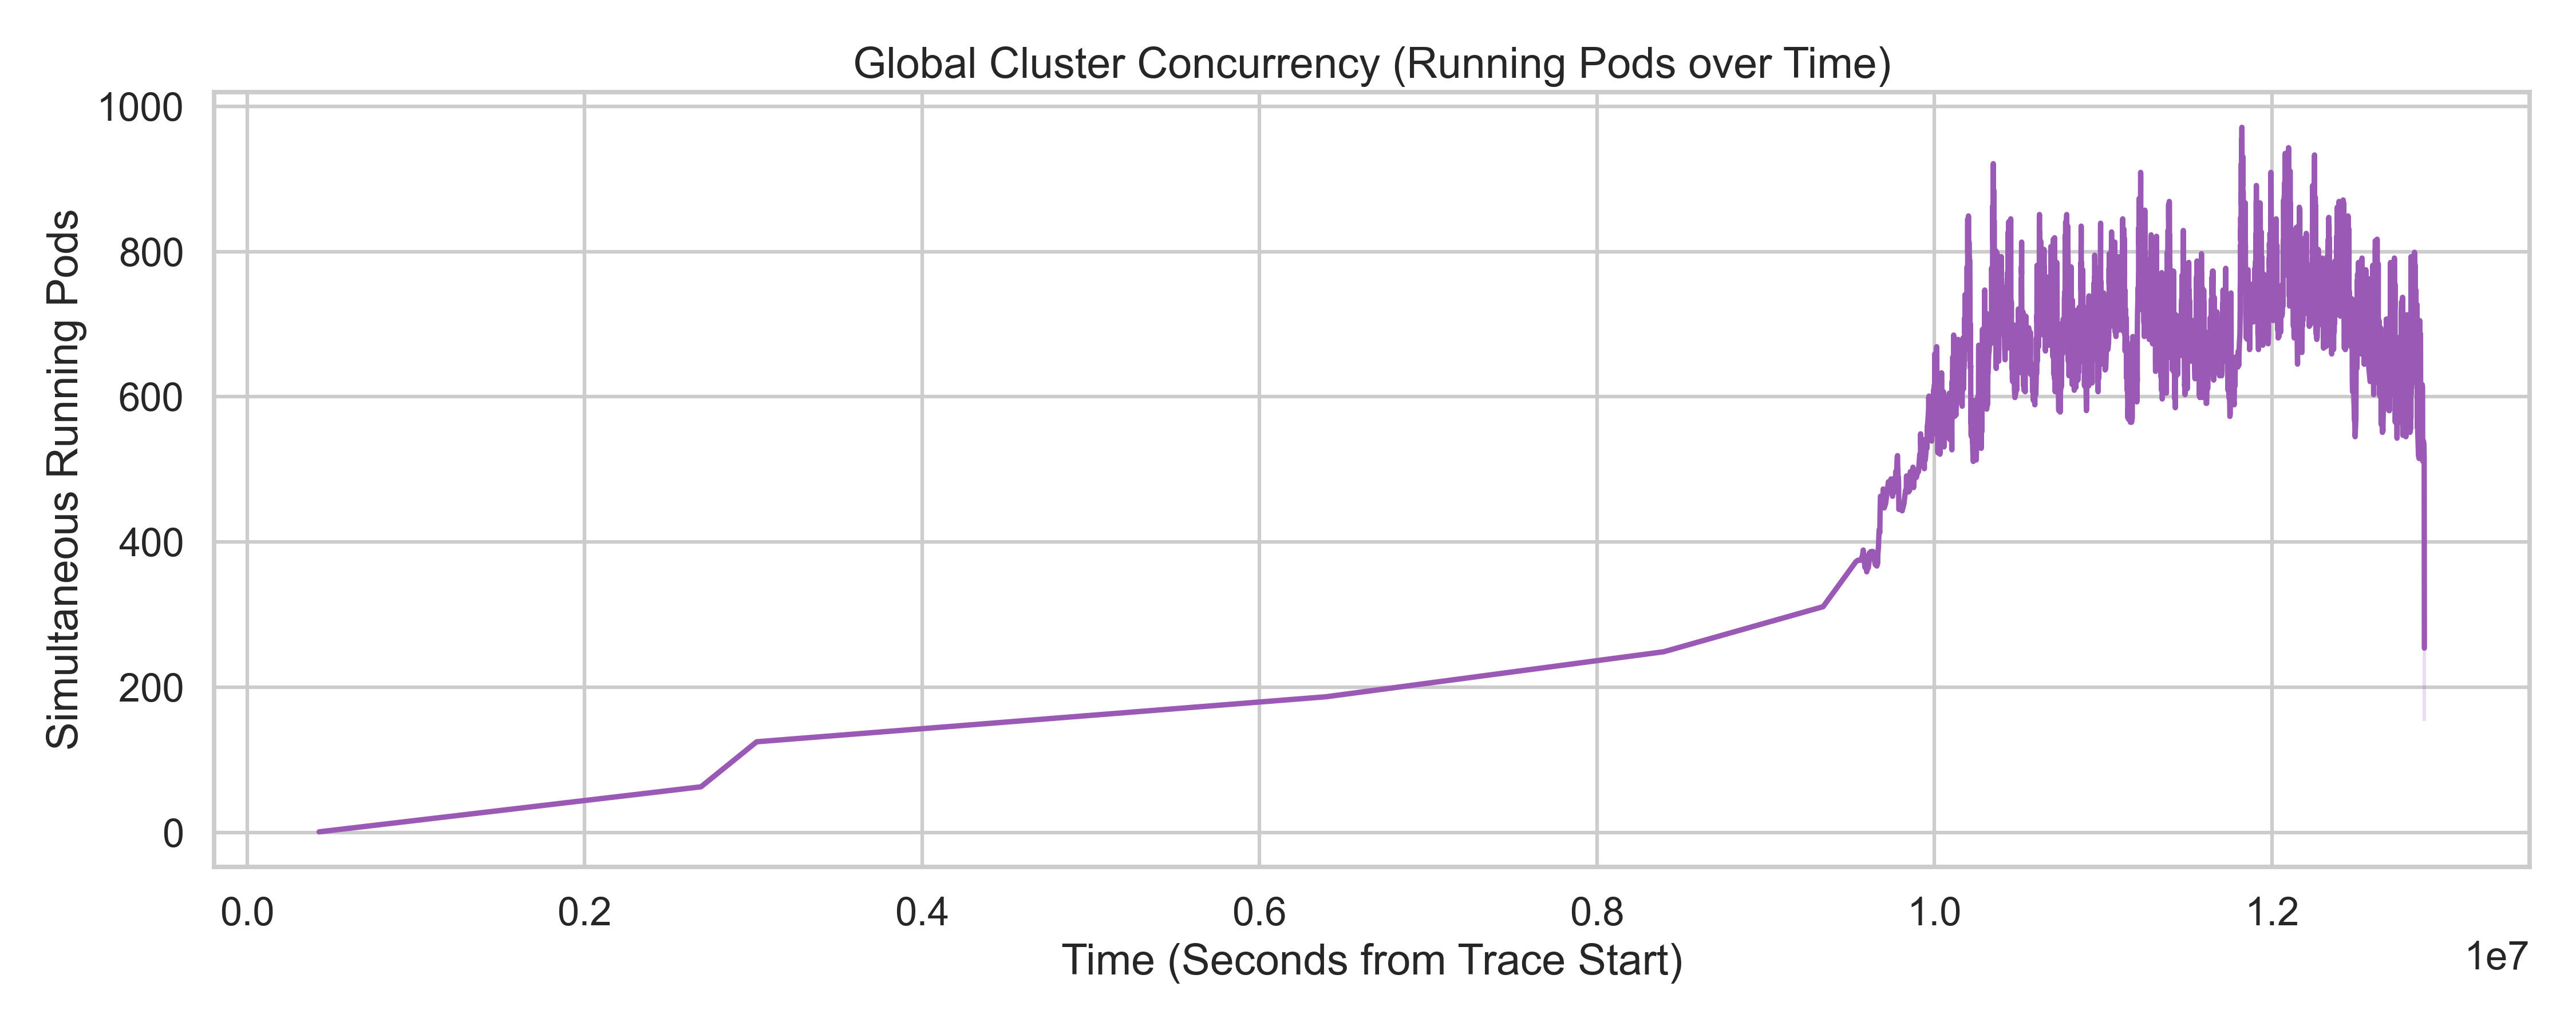 Global Cluster Concurrency (Running Pods over Time)
Simultaneous Running Pods
1000
800
600
400
200
0
0.0 0.2 0.4 0.6 0.8 1.0 1.2
1e7
Time (Seconds from Trace Start)